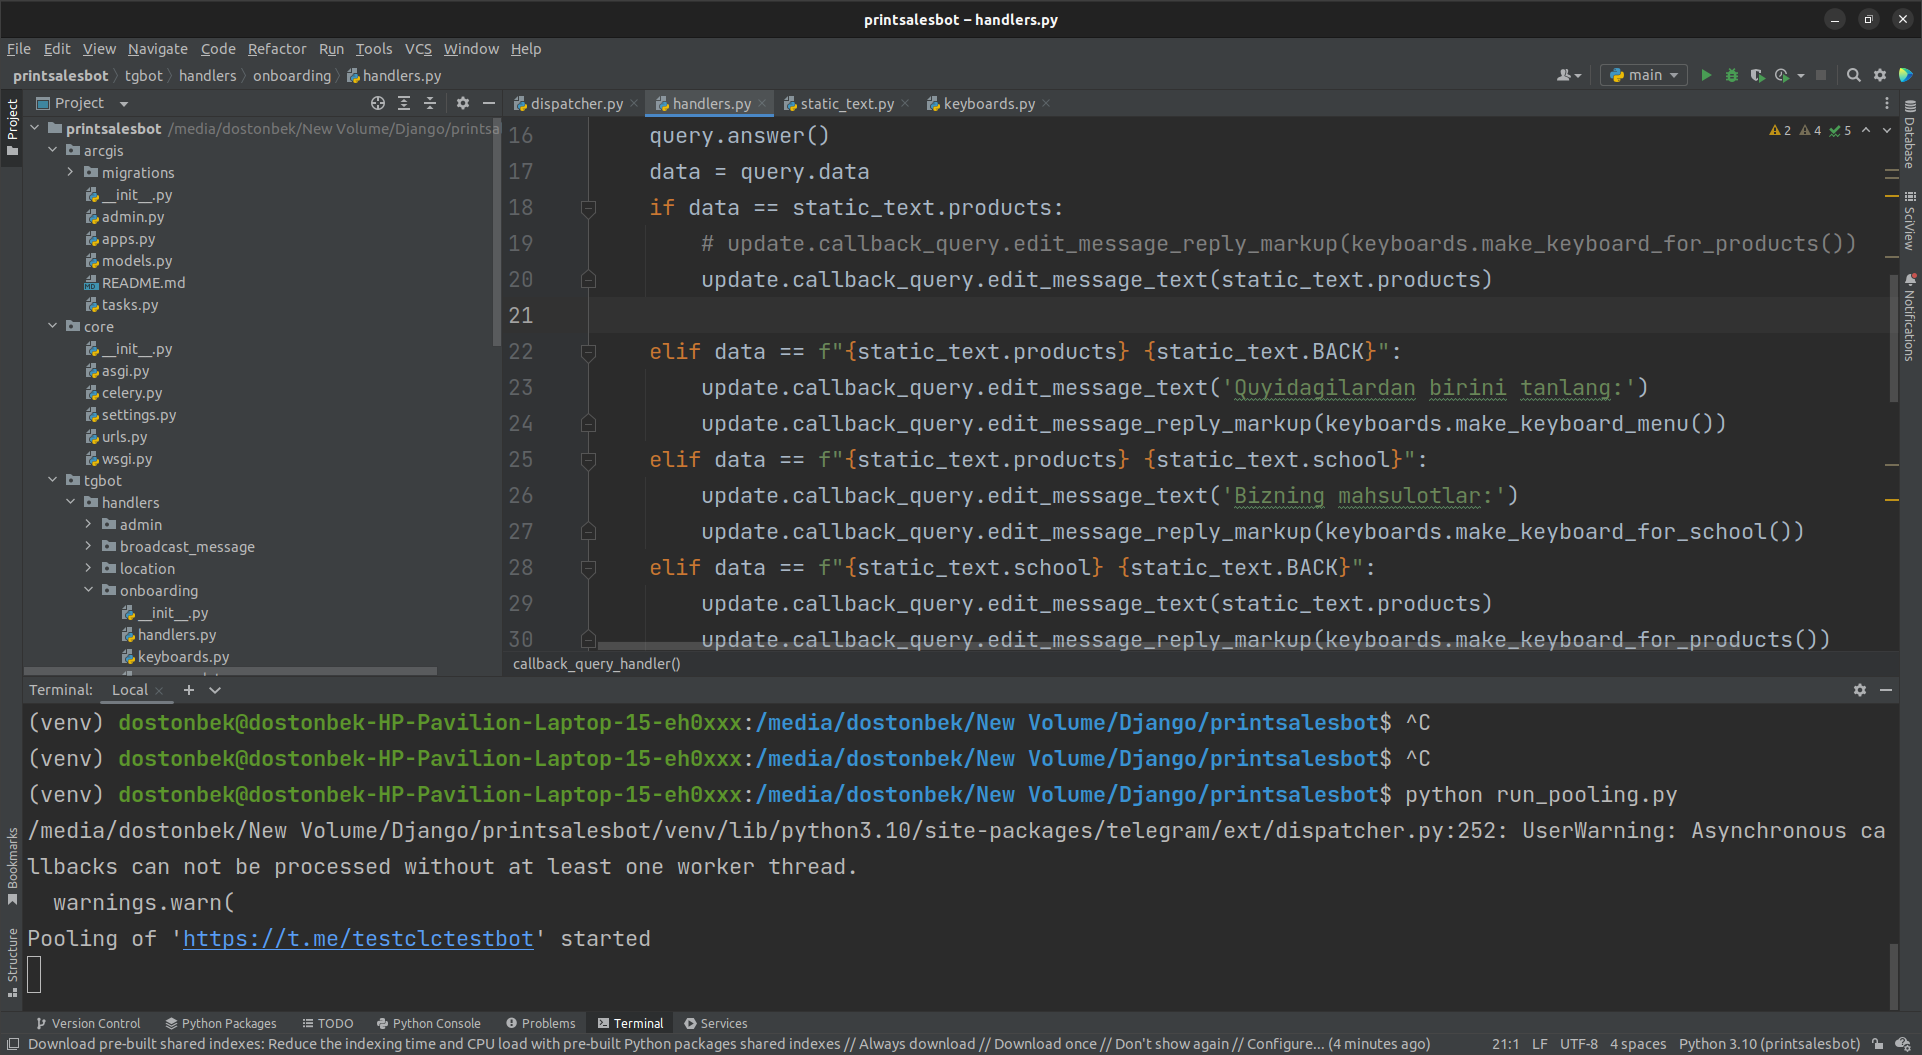 printsalesbot – handlers.py
File Edit View Navigate Code Refactor Run Tools VCS Window Help
printsalesbot tgbot handlers onboarding handlers.py
main
Project
Project
printsalesbot /media/dostonbek/New Volume/Django/printsa
arcgis
migrations
__init__.py
admin.py
apps.py
models.py
README.md
tasks.py
core
__init__.py
asgi.py
celery.py
settings.py
urls.py
wsgi.py
tgbot
handlers
admin
broadcast_message
location
onboarding
__init__.py
handlers.py
keyboards.py
dispatcher.py handlers.py static_text.py keyboards.py
2 4 5
16 query.answer()
17 data = query.data
18 if data == static_text.products:
19 # update.callback_query.edit_message_reply_markup(keyboards.make_keyboard_for_products())
20 update.callback_query.edit_message_text(static_text.products)
21
22 elif data == f"{static_text.products} {static_text.BACK}":
23 update.callback_query.edit_message_text('Quyidagilardan birini tanlang:')
24 update.callback_query.edit_message_reply_markup(keyboards.make_keyboard_menu())
25 elif data == f"{static_text.products} {static_text.school}":
26 update.callback_query.edit_message_text('Bizning mahsulotlar:')
27 update.callback_query.edit_message_reply_markup(keyboards.make_keyboard_for_school())
28 elif data == f"{static_text.school} {static_text.BACK}":
29 update.callback_query.edit_message_text(static_text.products)
30 update.callback_query.edit_message_reply_markup(keyboards.make_keyboard_for_products())
callback_query_handler()
Database
SciView
Notifications
Terminal: Local
(venv) dostonbek@dostonbek-HP-Pavilion-Laptop-15-eh0xxx:/media/dostonbek/New Volume/Django/printsalesbot$ ^C
(venv) dostonbek@dostonbek-HP-Pavilion-Laptop-15-eh0xxx:/media/dostonbek/New Volume/Django/printsalesbot$ ^C
(venv) dostonbek@dostonbek-HP-Pavilion-Laptop-15-eh0xxx:/media/dostonbek/New Volume/Django/printsalesbot$ python run_pooling.py
/media/dostonbek/New Volume/Django/printsalesbot/venv/lib/python3.10/site-packages/telegram/ext/dispatcher.py:252: UserWarning: Asynchronous ca
llbacks can not be processed without at least one worker thread.
warnings.warn(
Pooling of 'https://t.me/testclctestbot' started
Bookmarks
Structure
Version Control Python Packages TODO Python Console Problems Terminal Services
Download pre-built shared indexes: Reduce the indexing time and CPU load with pre-built Python packages shared indexes // Always download // Download once // Don't show again // Configure... (4 minutes ago) 21:1 LF UTF-8 4 spaces Python 3.10 (printsalesbot)